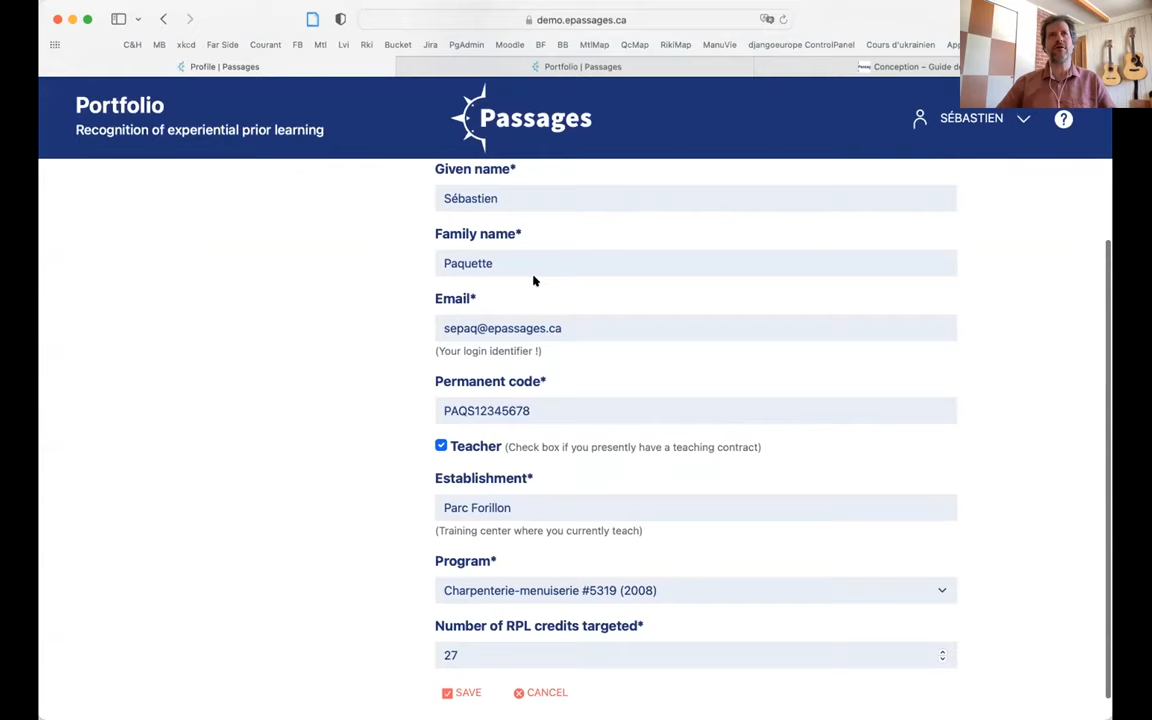 demo.epassages.ca
C&H MB xkcd Far Side Courant FB Mtl Lvi Rki Bucket Jira PgAdmin Moodle BF BB MtlMap QcMap RikiMap ManuVie djangoeurope ControlPanel Cours d'ukrainien
Profile | Passages
Portfolio | Passages
Conception – Guide de
Portfolio
Recognition of experiential prior learning
Passages
SÉBASTIEN
?
Given name*
Sébastien
Family name*
Paquette
Email*
sepaq@epassages.ca
(Your login identifier !)
Permanent code*
PAQS12345678
Teacher (Check box if you presently have a teaching contract)
Establishment*
Parc Forillon
(Training center where you currently teach)
Program*
Charpenterie-menuiserie #5319 (2008)
Number of RPL credits targeted*
27
SAVE CANCEL